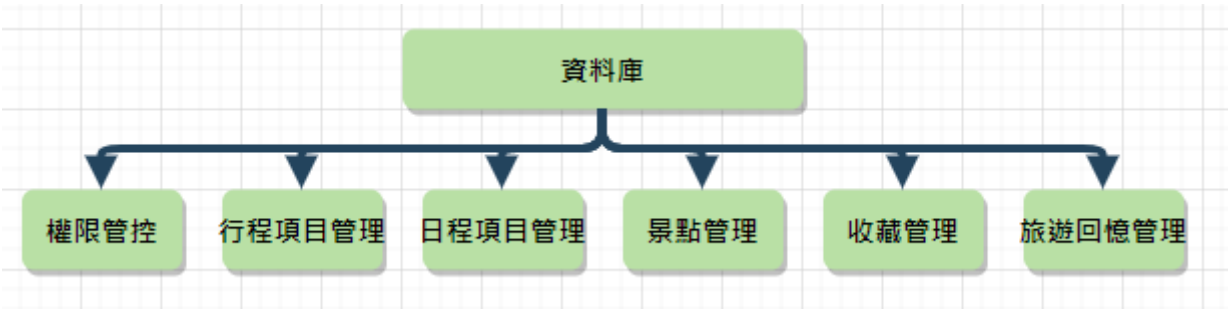 資料庫
權限管控
行程項目管理
日程項目管理
景點管理
收藏管理
旅遊回憶管理